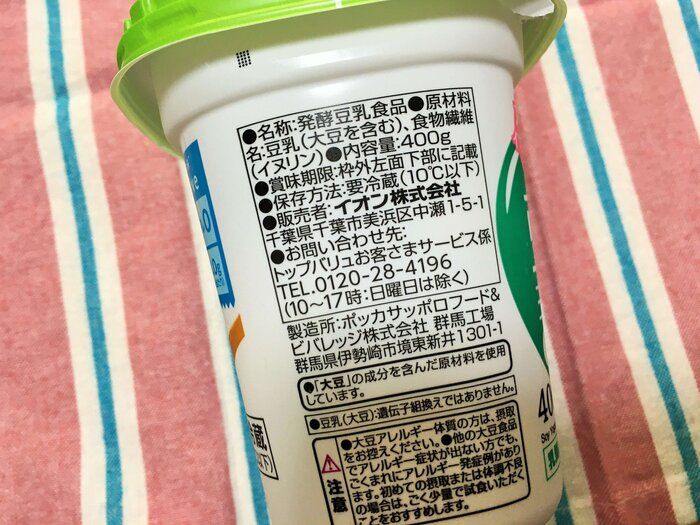 ●名称:発酵豆乳食品●原材料
名:豆乳(大豆を含む)、食物繊維
(イヌリン)●内容量:400g
●賞味期限:枠外左面下部に記載
●保存方法:要冷蔵(10℃以下)
●販売者:イオン株式会社
千葉県千葉市美浜区中瀬1-5-1
●お問い合わせ先:
トップバリュお客さまサービス係
TEL.0120-28-4196
(10～17時:日曜日は除く)
製造所:ポッカサッポロフード&
ビバレッジ株式会社 群馬工場
群馬県伊勢崎市境東新井1301-1
●「大豆」の成分を含んだ原材料を使用
しています。
●豆乳(大豆):遺伝子組換えではありません。
注意
●大豆アレルギー体質の方は、摂取
をお控えください。●他の大豆食品
でアレルギー症状が出ない方でも、
ごくまれにアレルギー発症例があり
ます。初めての摂取または体調不良
の場合は、ごく少量で試食いただく
ことをおすすめします。
蔵
40
Soy